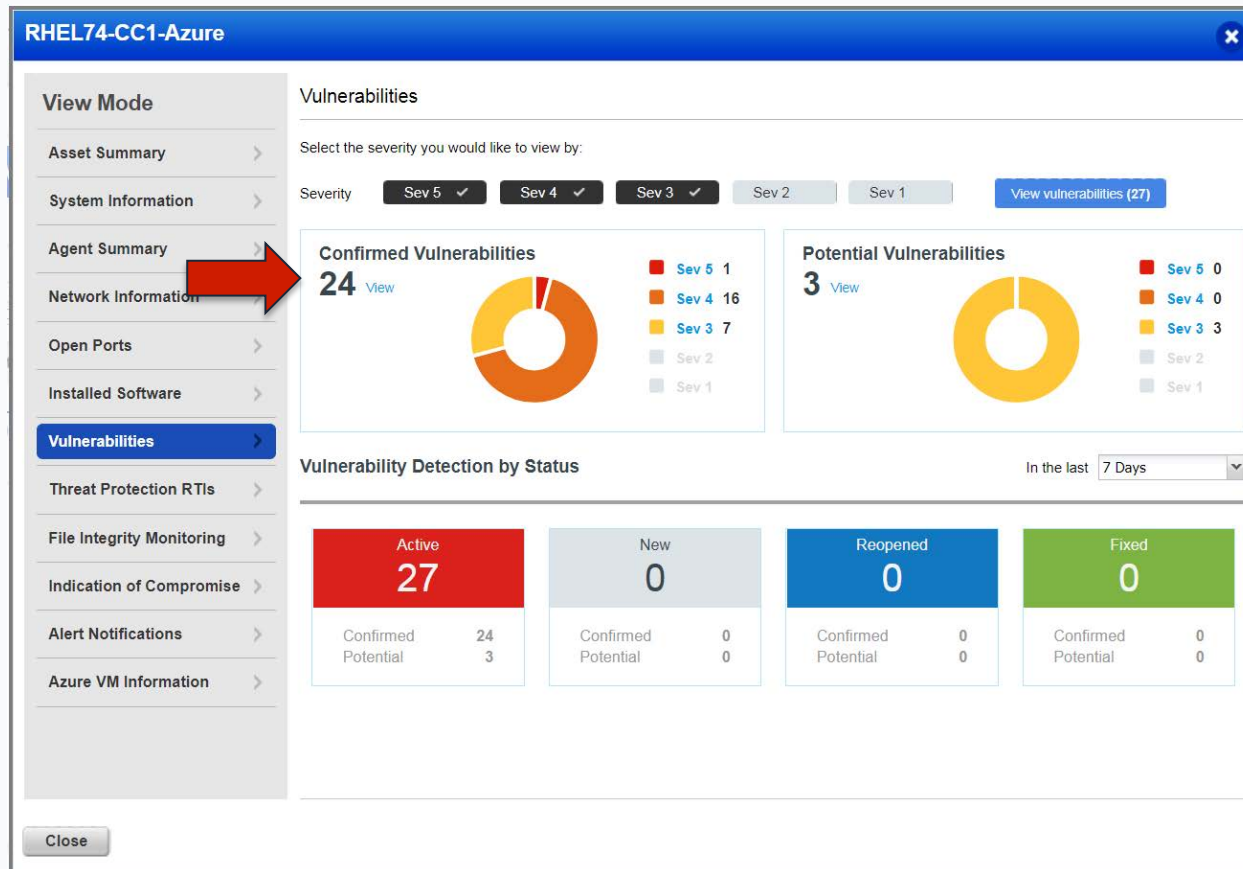 RHEL74-CC1-Azure
View Mode
Asset Summary
System Information
Agent Summary
Network Information
Open Ports
Installed Software
Vulnerabilities
Threat Protection RTIs
File Integrity Monitoring
Indication of Compromise
Alert Notifications
Azure VM Information
Vulnerabilities
Select the severity you would like to view by:
Severity Sev 5 Sev 4 Sev 3 Sev 2 Sev 1 View vulnerabilities (27)
Confirmed Vulnerabilities
24 View
Sev 5 1
Sev 4 16
Sev 3 7
Sev 2
Sev 1
Potential Vulnerabilities
3 View
Sev 5 0
Sev 4 0
Sev 3 3
Sev 2
Sev 1
Vulnerability Detection by Status In the last 7 Days
Active
27
Confirmed 24
Potential 3
New
0
Confirmed 0
Potential 0
Reopened
0
Confirmed 0
Potential 0
Fixed
0
Confirmed 0
Potential 0
Close